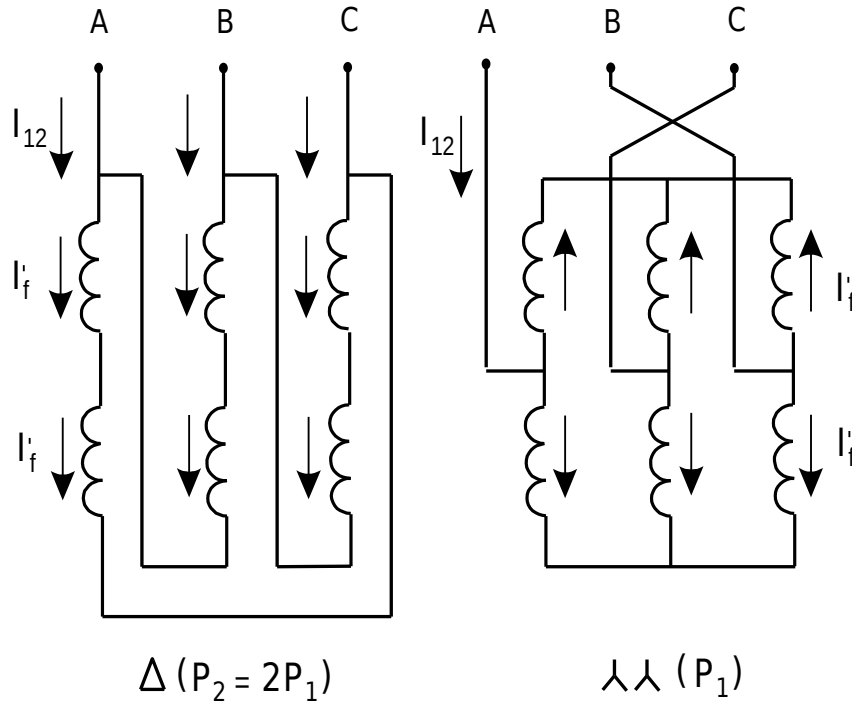 A B C A B C
I12 I12
I'f I'f
I'f I'f
Δ (P2 = 2P1) ⅄⅄ (P1)